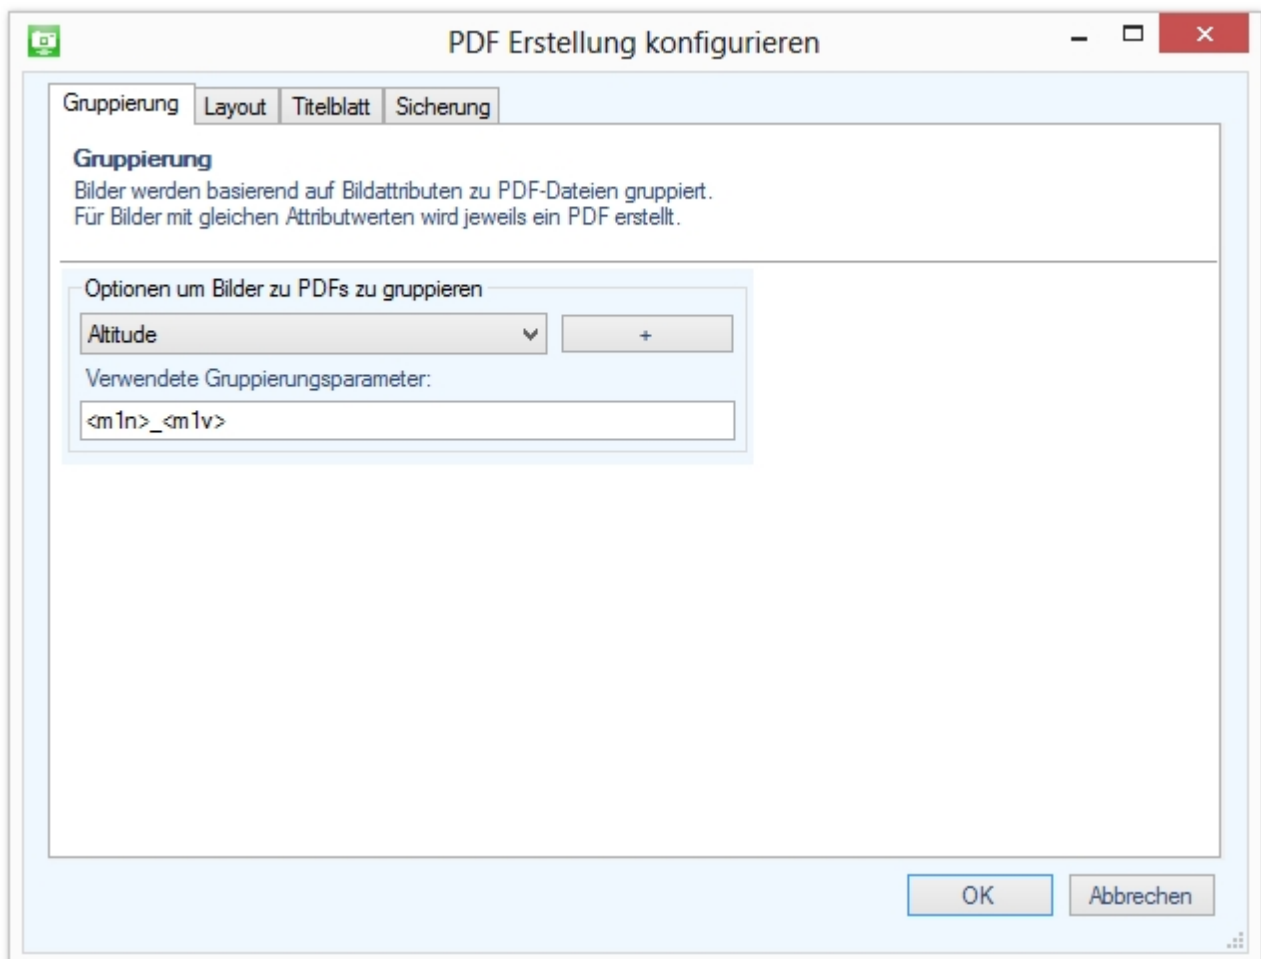 PDF Erstellung konfigurieren
Gruppierung Layout Titelblatt Sicherung
Gruppierung
Bilder werden basierend auf Bildattributen zu PDF-Dateien gruppiert.
Für Bilder mit gleichen Attributwerten wird jeweils ein PDF erstellt.
Optionen um Bilder zu PDFs zu gruppieren
Altitude +
Verwendete Gruppierungsparameter:
<m1n>_<m1v>
OK Abbrechen